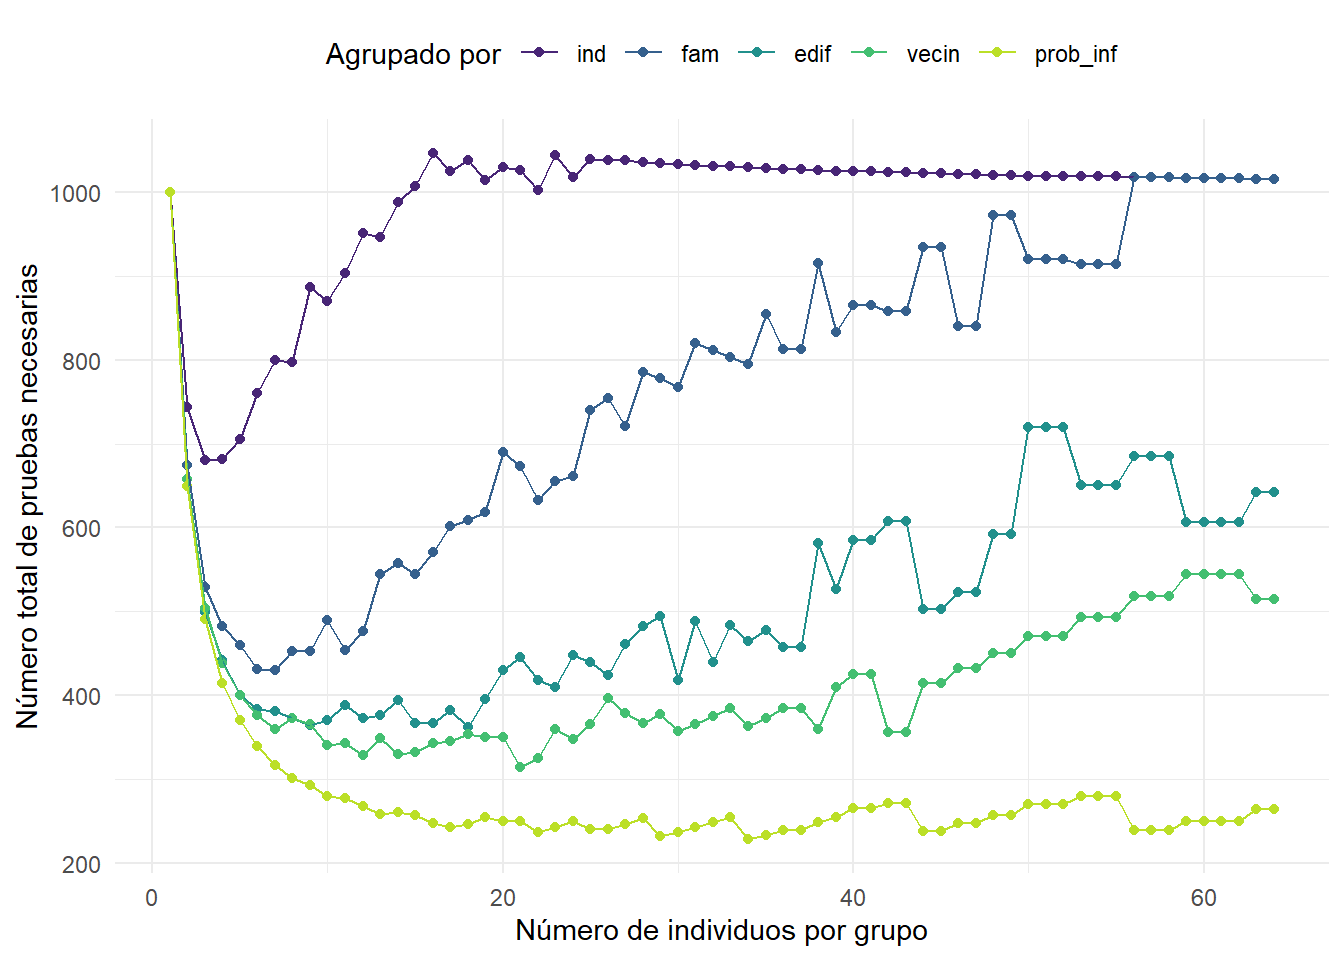 Agrupado por ind fam edif vecin prob_inf
Número total de pruebas necesarias
1000
800
600
400
200
0 20 40 60
Número de individuos por grupo